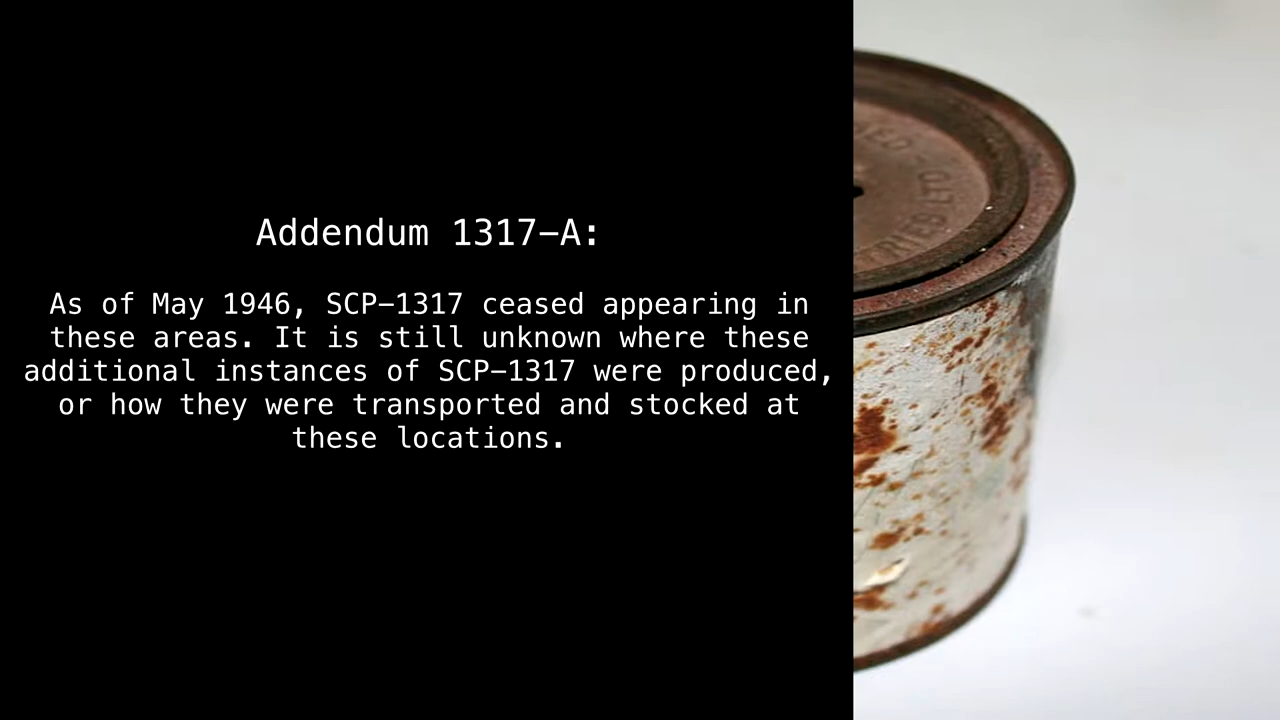 Addendum 1317-A:
As of May 1946, SCP-1317 ceased appearing in
these areas. It is still unknown where these
additional instances of SCP-1317 were produced,
or how they were transported and stocked at
these locations.
LTD